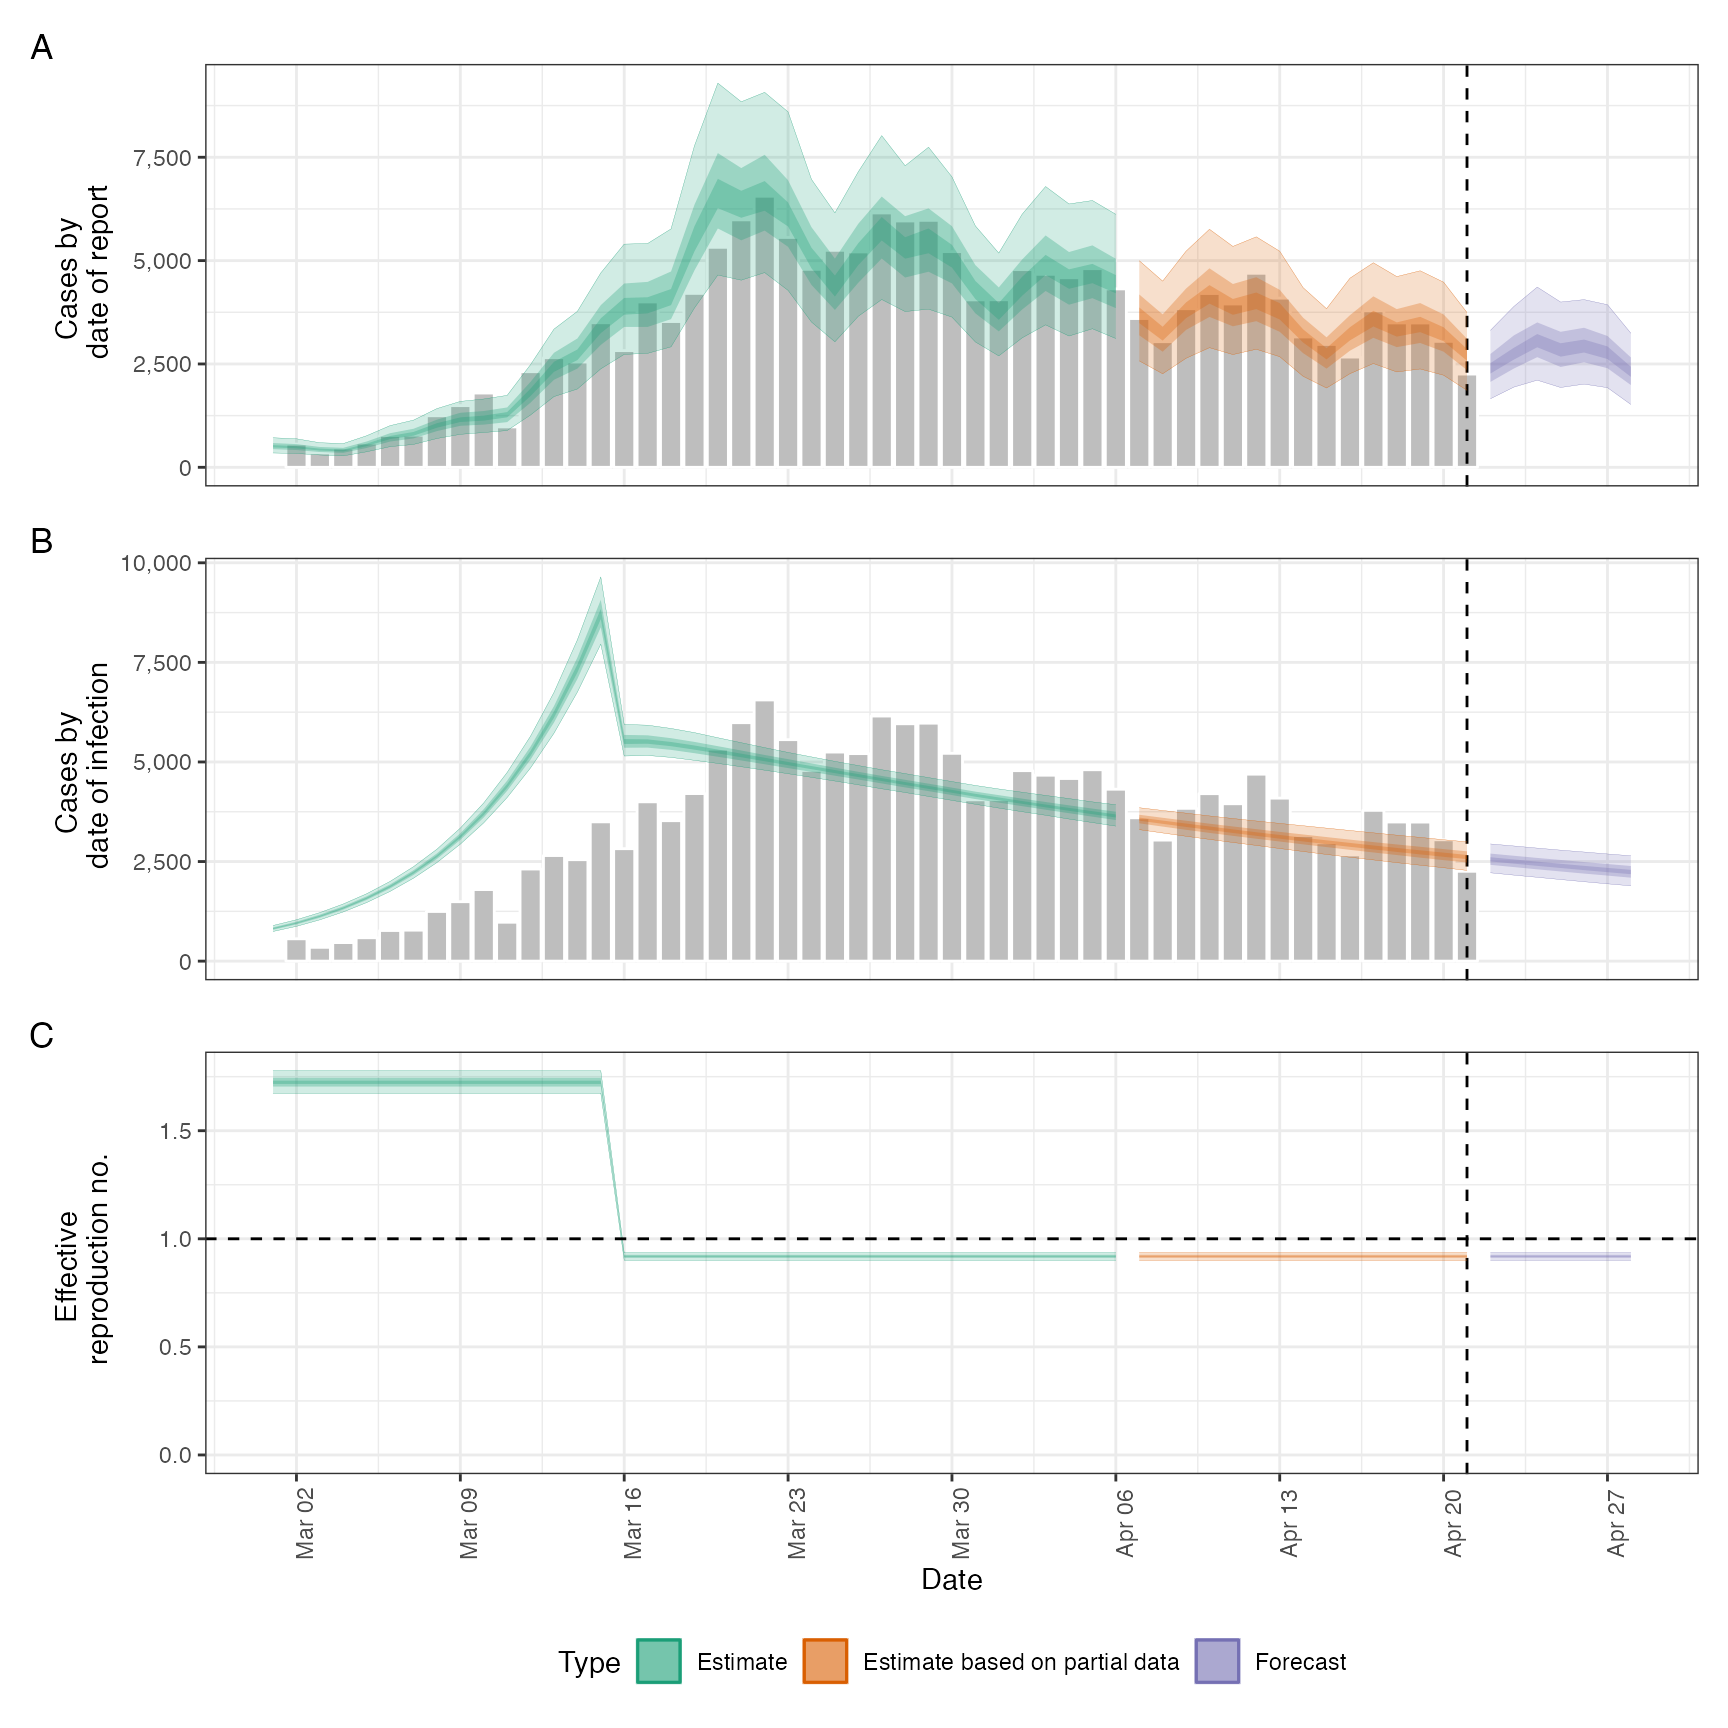 A
Cases by
date of report
7,500
5,000
2,500
0
B
Cases by
date of infection
10,000
7,500
5,000
2,500
0
C
Effective
reproduction no.
1.5
1.0
0.5
0.0
Mar 02
Mar 09
Mar 16
Mar 23
Mar 30
Apr 06
Apr 13
Apr 20
Apr 27
Date
Type Estimate Estimate based on partial data Forecast